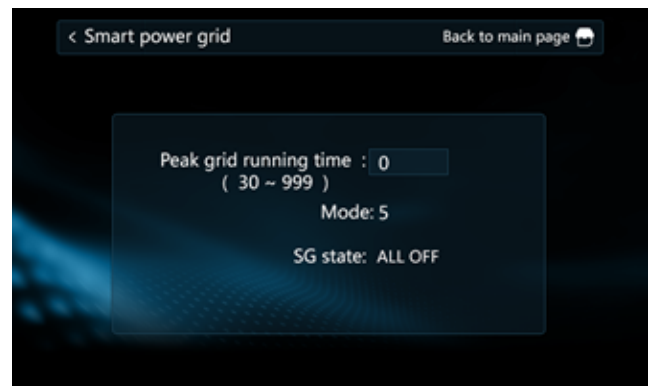 < Smart power grid
Back to main page
Peak grid running time : 0
( 30 ~ 999 )
Mode: 5
SG state: ALL OFF